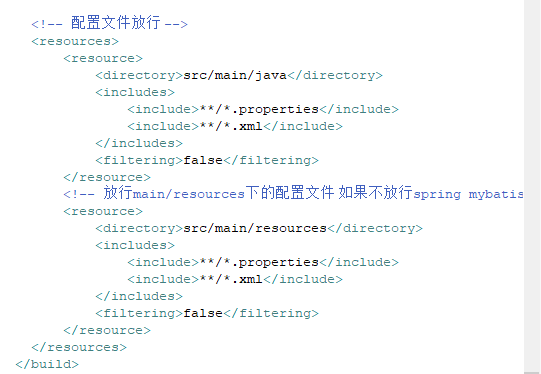 <!-- 配置文件放行 -->
<resources>
<resource>
<directory>src/main/java</directory>
<includes>
<include>**/*.properties</include>
<include>**/*.xml</include>
</includes>
<filtering>false</filtering>
</resource>
<!-- 放行main/resources下的配置文件 如果不放行spring mybatis
<resource>
<directory>src/main/resources</directory>
<includes>
<include>**/*.properties</include>
<include>**/*.xml</include>
</includes>
<filtering>false</filtering>
</resource>
</resources>
</build>